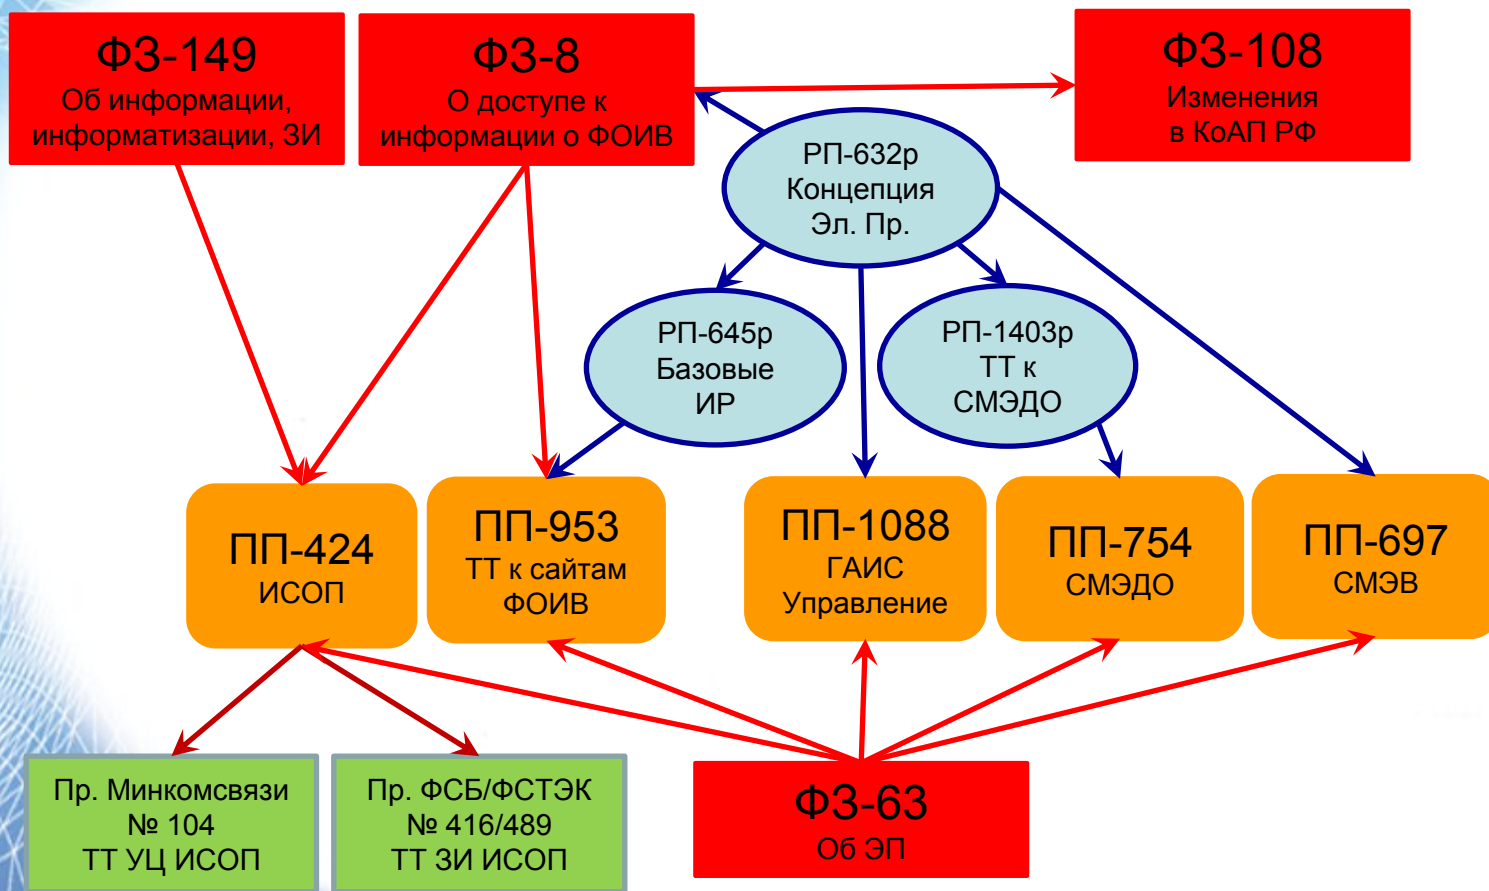 ФЗ-149
Об информации,
информатизации, ЗИ
ФЗ-8
О доступе к
информации о ФОИВ
ФЗ-108
Изменения
в КоАП РФ
РП-632р
Концепция
Эл. Пр.
РП-645р
Базовые
ИР
РП-1403р
ТТ к
СМЭДО
ПП-424
ИСОП
ПП-953
ТТ к сайтам
ФОИВ
ПП-1088
ГАИС
Управление
ПП-754
СМЭДО
ПП-697
СМЭВ
Пр. Минкомсвязи
№ 104
ТТ УЦ ИСОП
Пр. ФСБ/ФСТЭК
№ 416/489
ТТ ЗИ ИСОП
ФЗ-63
Об ЭП